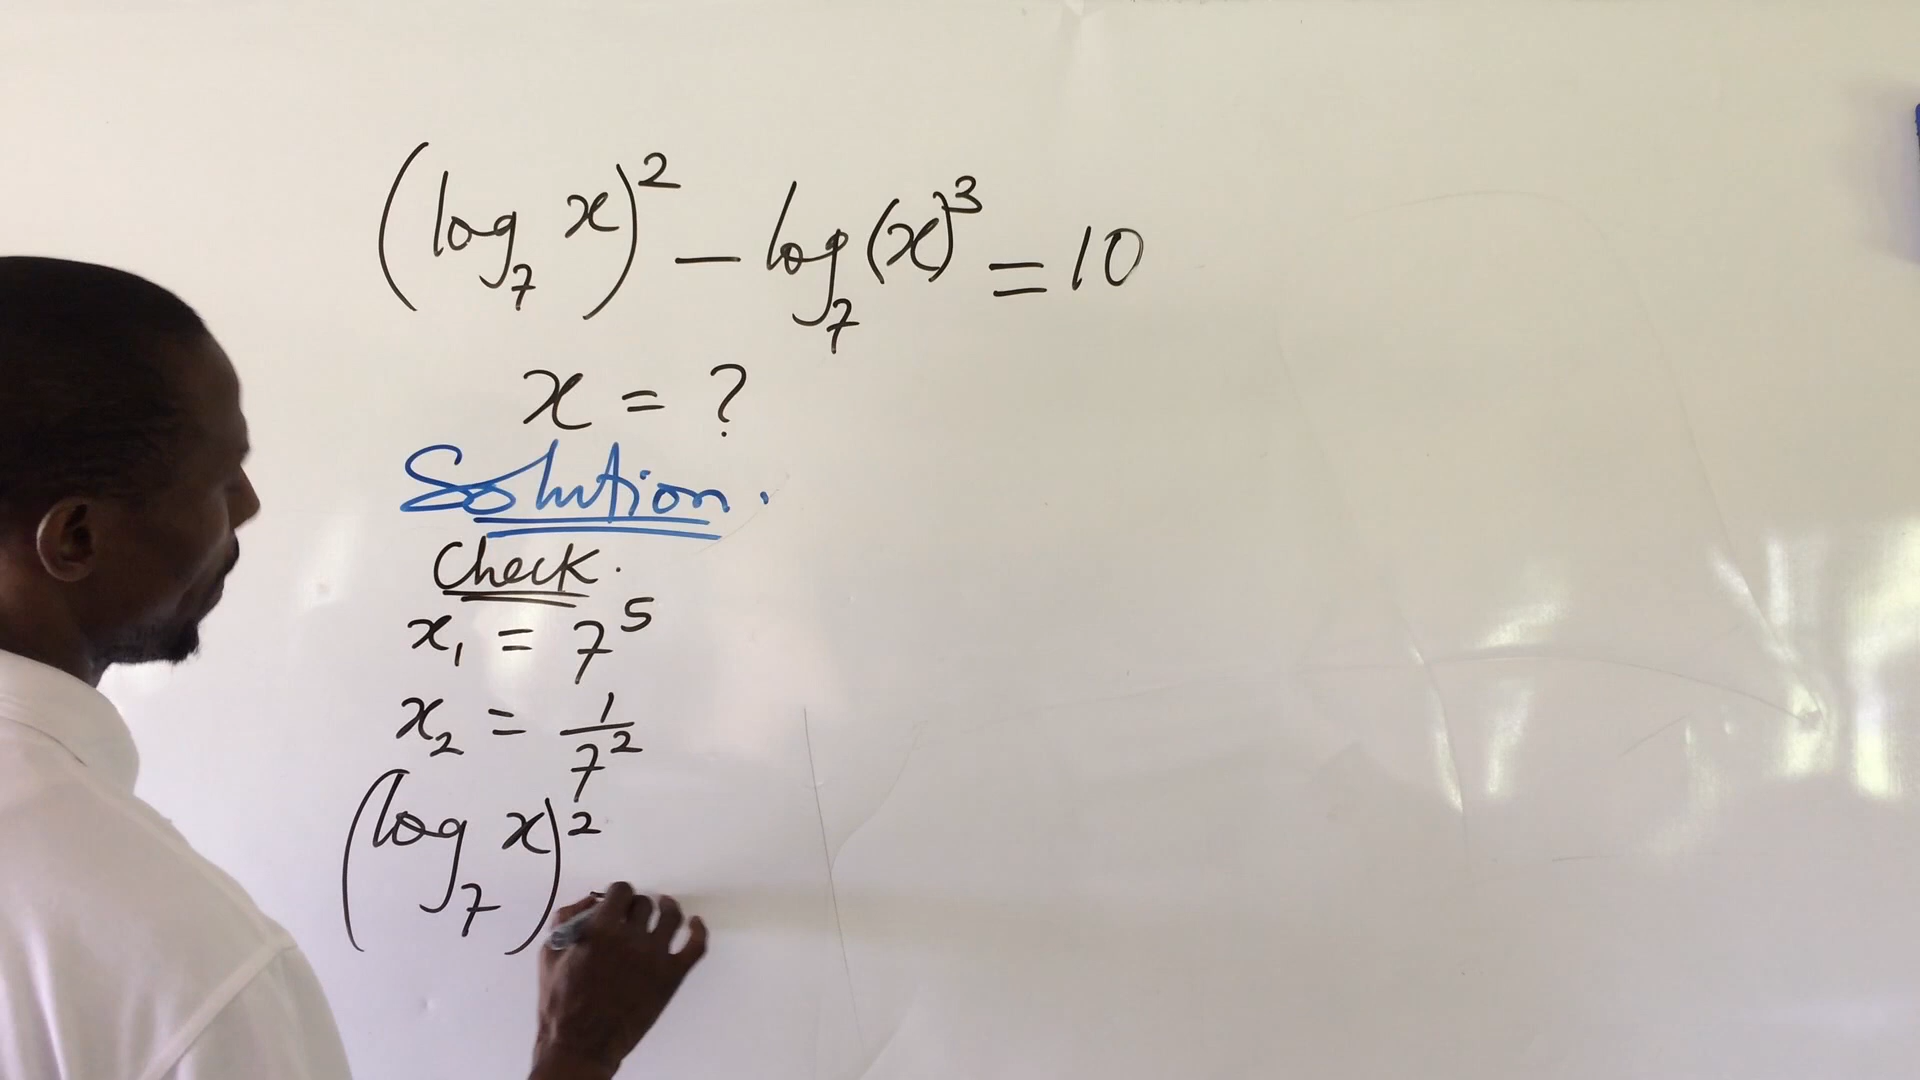 (log₇ x)² - log₇ (x)³ = 10
x = ?
Solution.
Check.
x₁ = 7⁵
x₂ = 1/7²
(log₇ x)² -